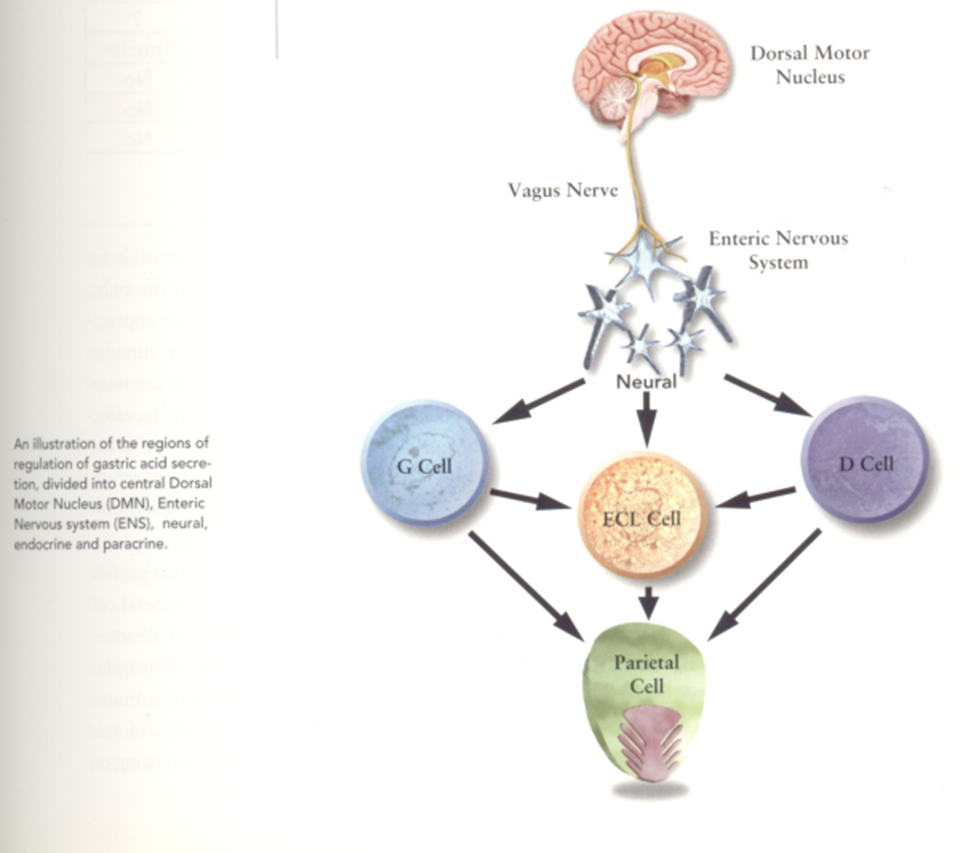 Dorsal Motor
Nucleus
Vagus Nerve
Enteric Nervous
System
Neural
G Cell
D Cell
ECL Cell
Parietal
Cell
An illustration of the regions of
regulation of gastric acid secre-
tion, divided into central Dorsal
Motor Nucleus (DMN), Enteric
Nervous system (ENS), neural,
endocrine and paracrine.